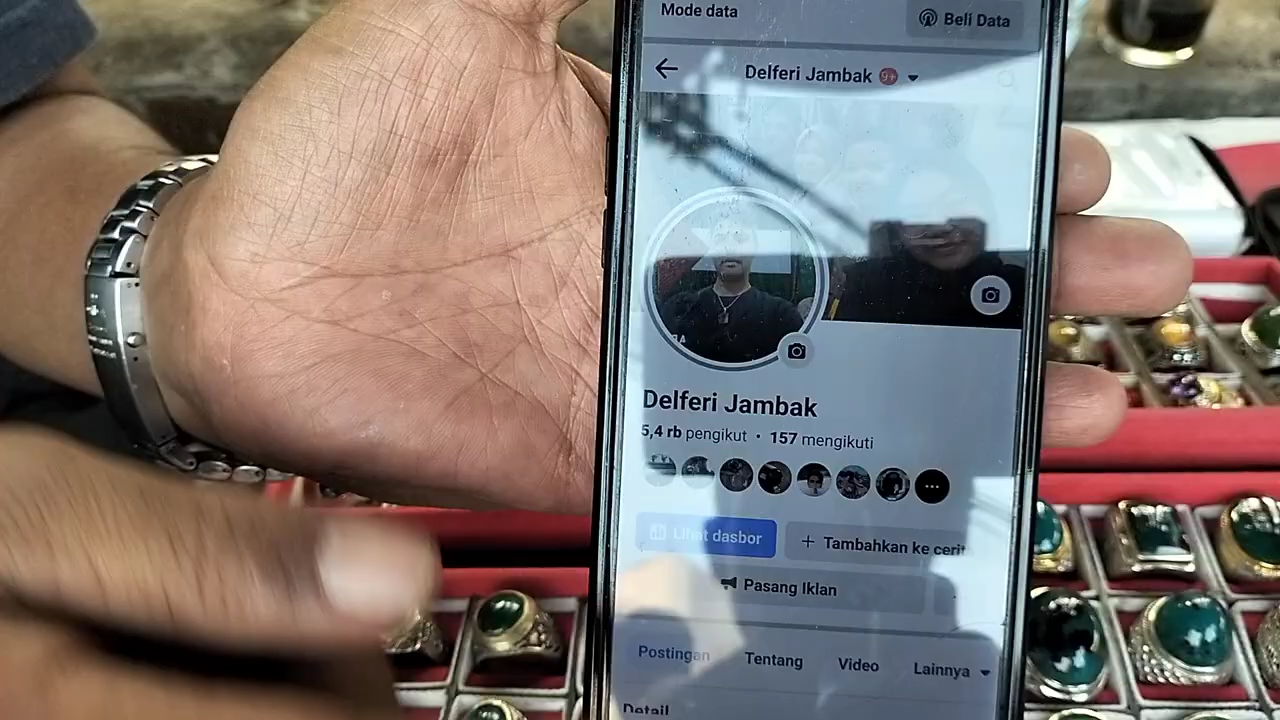 Mode data
Beli Data
Delferi Jambak 9+
Delferi Jambak
5,4 rb pengikut • 157 mengikuti
Lihat dasbor
+ Tambahkan ke cerit
Pasang Iklan
Postingan Tentang Video Lainnya
Detail